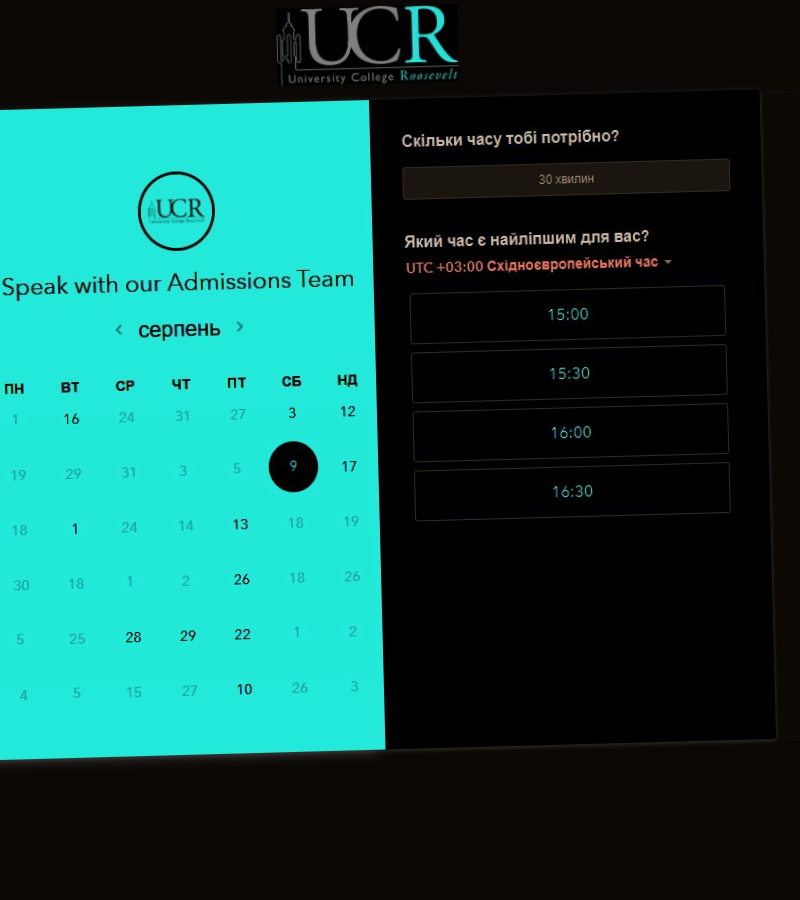 UCR
University College Roosevelt
UCR
Speak with our Admissions Team
серпень
ПН ВТ СР ЧТ ПТ СБ НД
1 16 24 31 27 3 12
19 29 31 3 5 9 17
18 1 24 14 13 18 19
30 18 1 2 26 18 26
5 25 28 29 22 1 2
4 5 15 27 10 26 3
Скільки часу тобі потрібно?
30 хвилин
Який час є найліпшим для вас?
UTC +03:00 Східноєвропейський час
15:00
15:30
16:00
16:30